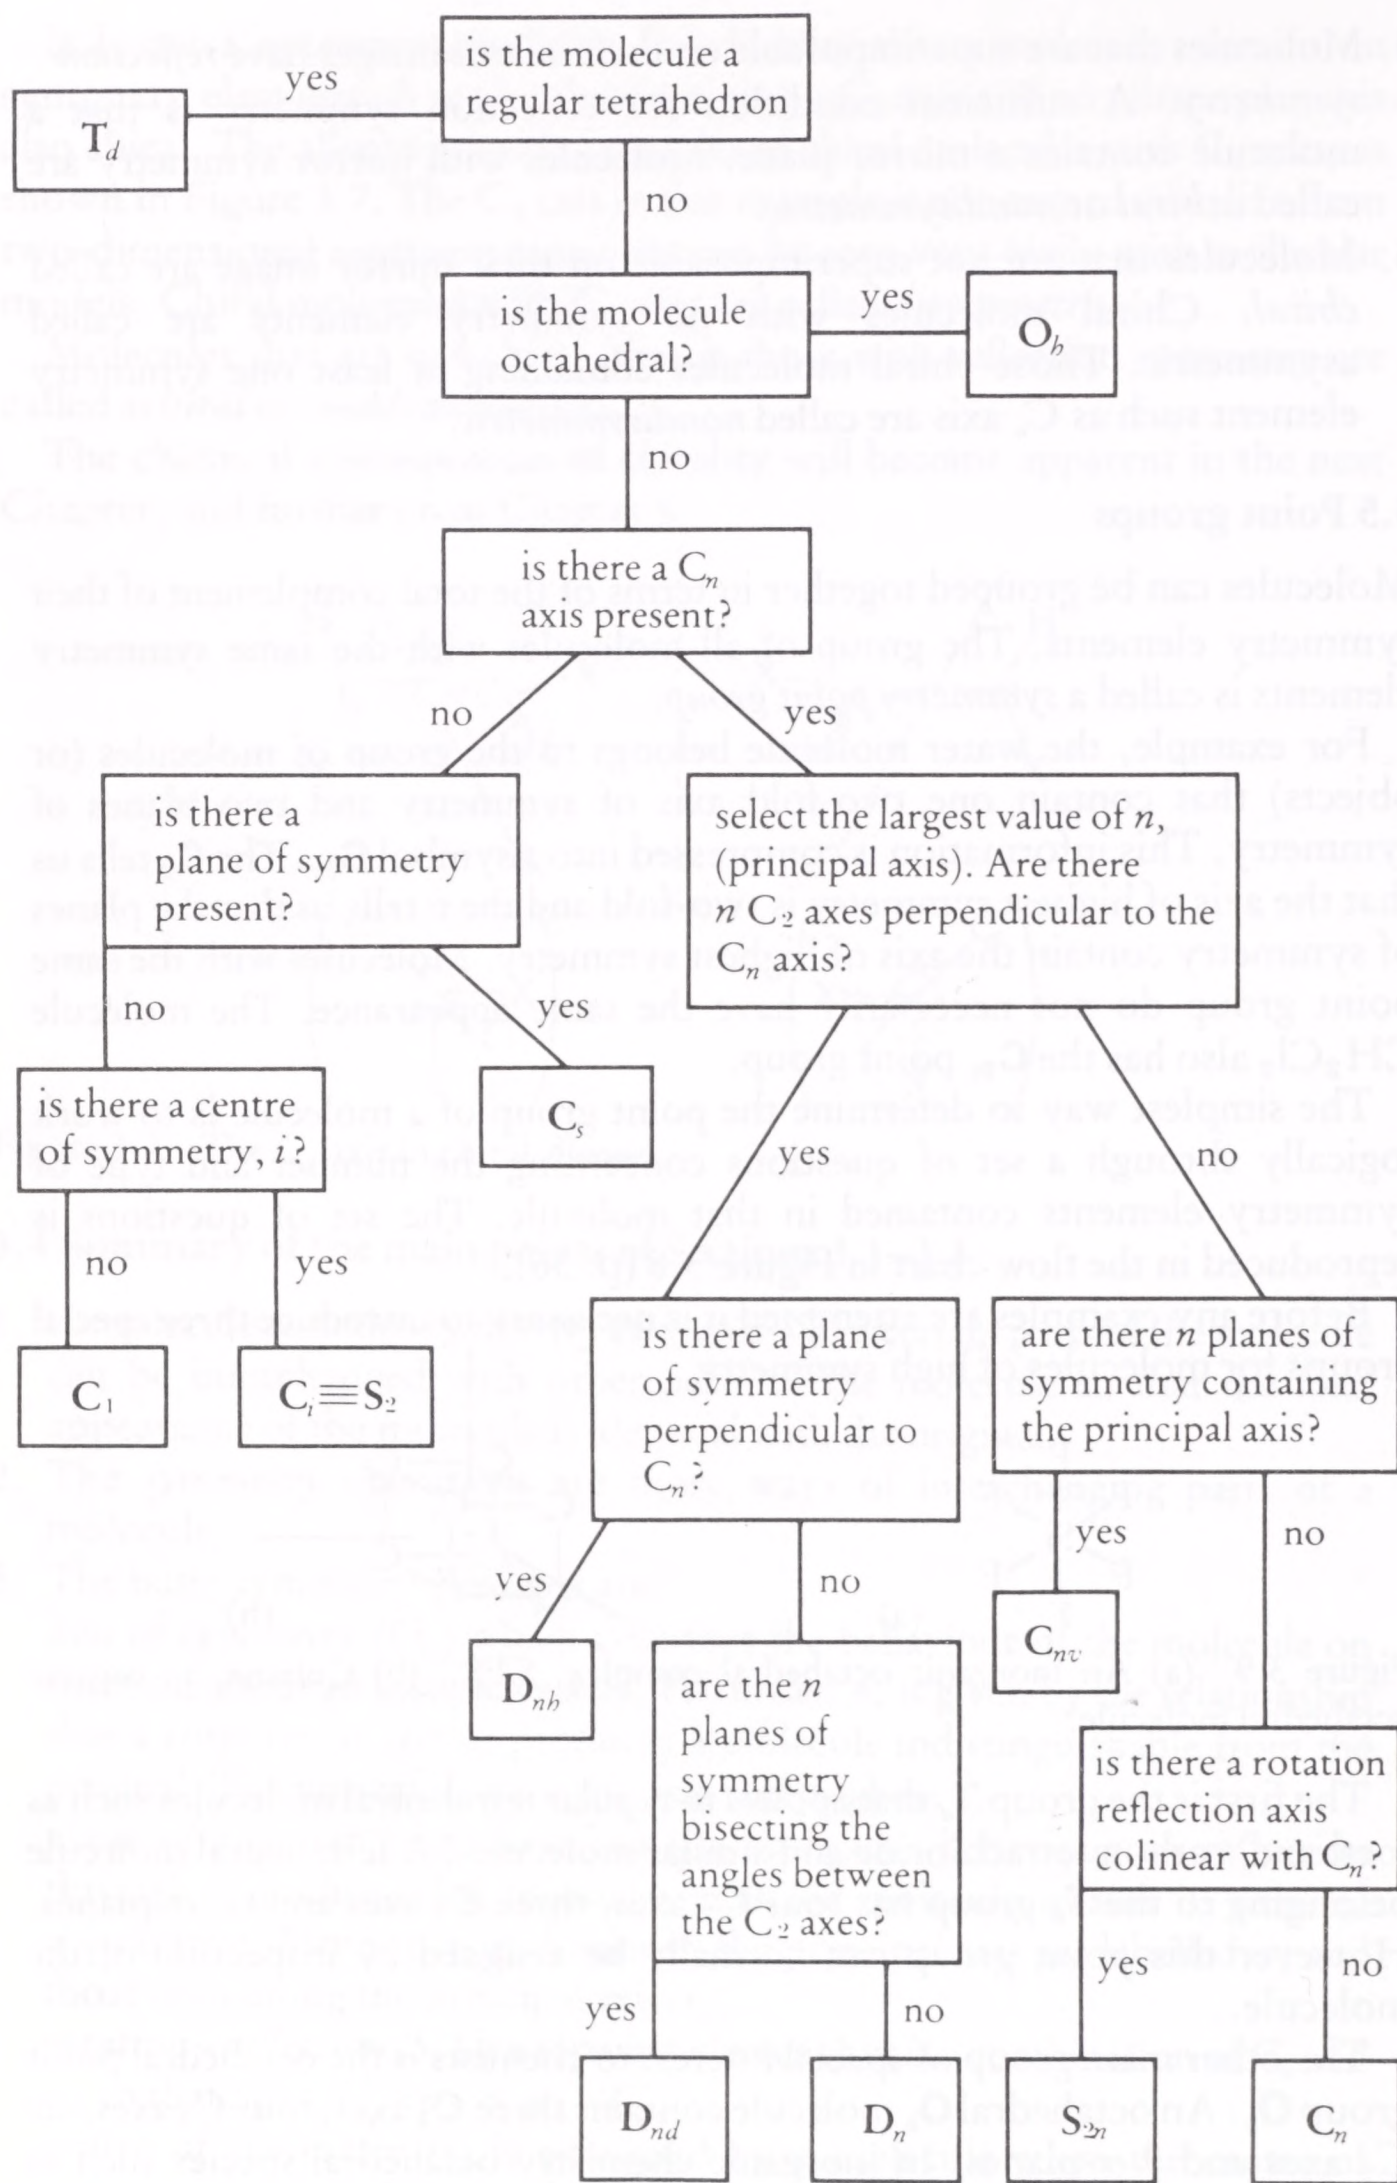 is the molecule a
regular tetrahedron
yes
T_d
no
is the molecule
octahedral?
yes
O_h
no
is there a C_n
axis present?
no
yes
is there a
plane of symmetry
present?
select the largest value of n,
(principal axis). Are there
n C_2 axes perpendicular to the
C_n axis?
no
yes
is there a centre
of symmetry, i?
C_s
yes
no
no
yes
C_1
C_i≡S_2
is there a plane
of symmetry
perpendicular to
C_n?
are there n planes of
symmetry containing
the principal axis?
yes
no
yes
no
D_nh
C_nv
are the n
planes of
symmetry
bisecting the
angles between
the C_2 axes?
is there a rotation
reflection axis
colinear with C_n?
yes
no
yes
no
D_nd
D_n
S_2n
C_n